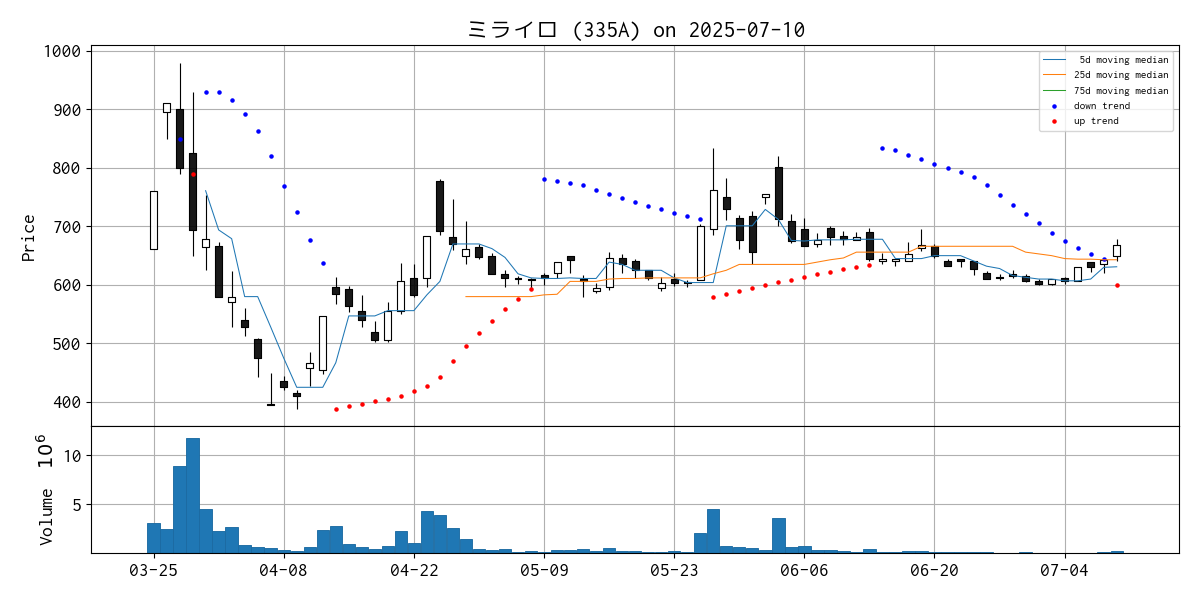 ミライロ (335A) on 2025-07-10
5d moving median
25d moving median
75d moving median
down trend
up trend
Price
1000
900
800
700
600
500
400
Volume 10^6
10
5
03-25
04-08
04-22
05-09
05-23
06-06
06-20
07-04